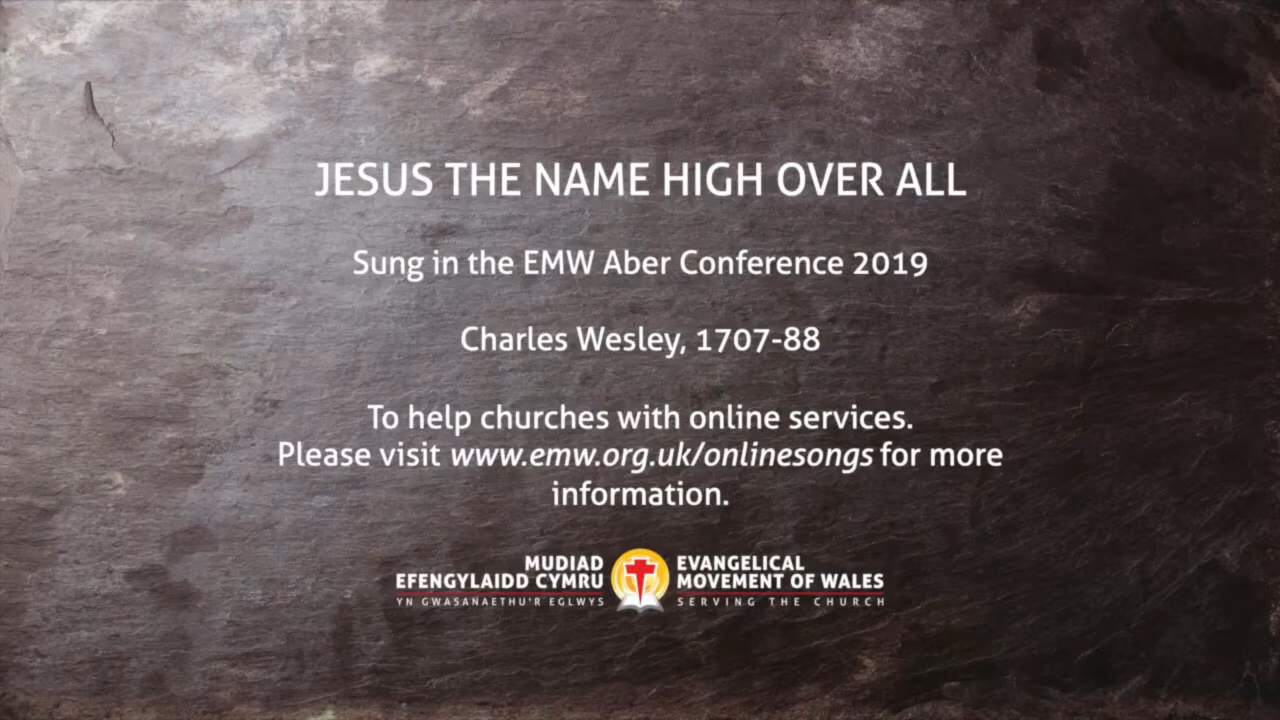 JESUS THE NAME HIGH OVER ALL
Sung in the EMW Aber Conference 2019
Charles Wesley, 1707-88
To help churches with online services.
Please visit www.emw.org.uk/onlinesongs for more
information.
MUDIAD
EFENGYLAIDD CYMRU
YN GWASANAETHU'R EGLWYS
EVANGELICAL
MOVEMENT OF WALES
SERVING THE CHURCH